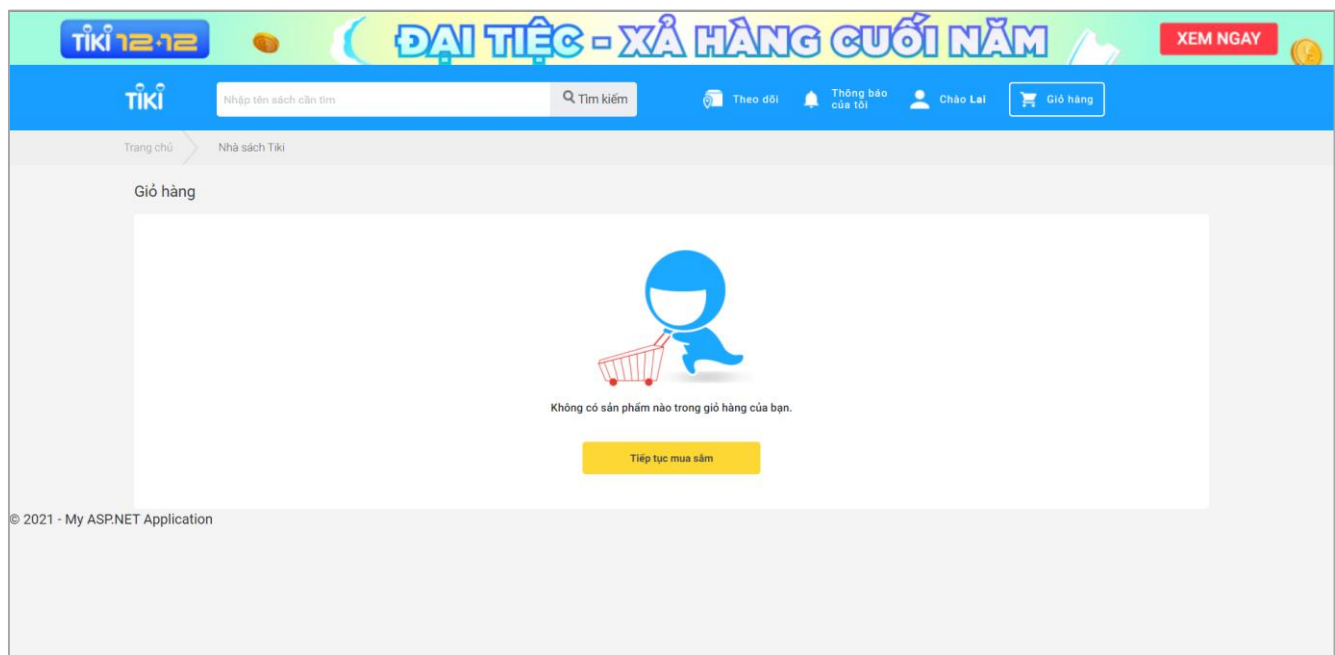 TIKI 12.12 ĐẠI TIỆC - XẢ HÀNG CUỐI NĂM XEM NGAY
TIKI Nhập tên sách cần tìm Tìm kiếm Theo dõi Thông báo của tôi Chào Lai Giỏ hàng
Trang chủ Nhà sách Tiki
Giỏ hàng
Không có sản phẩm nào trong giỏ hàng của bạn.
Tiếp tục mua sắm
© 2021 - My ASP.NET Application